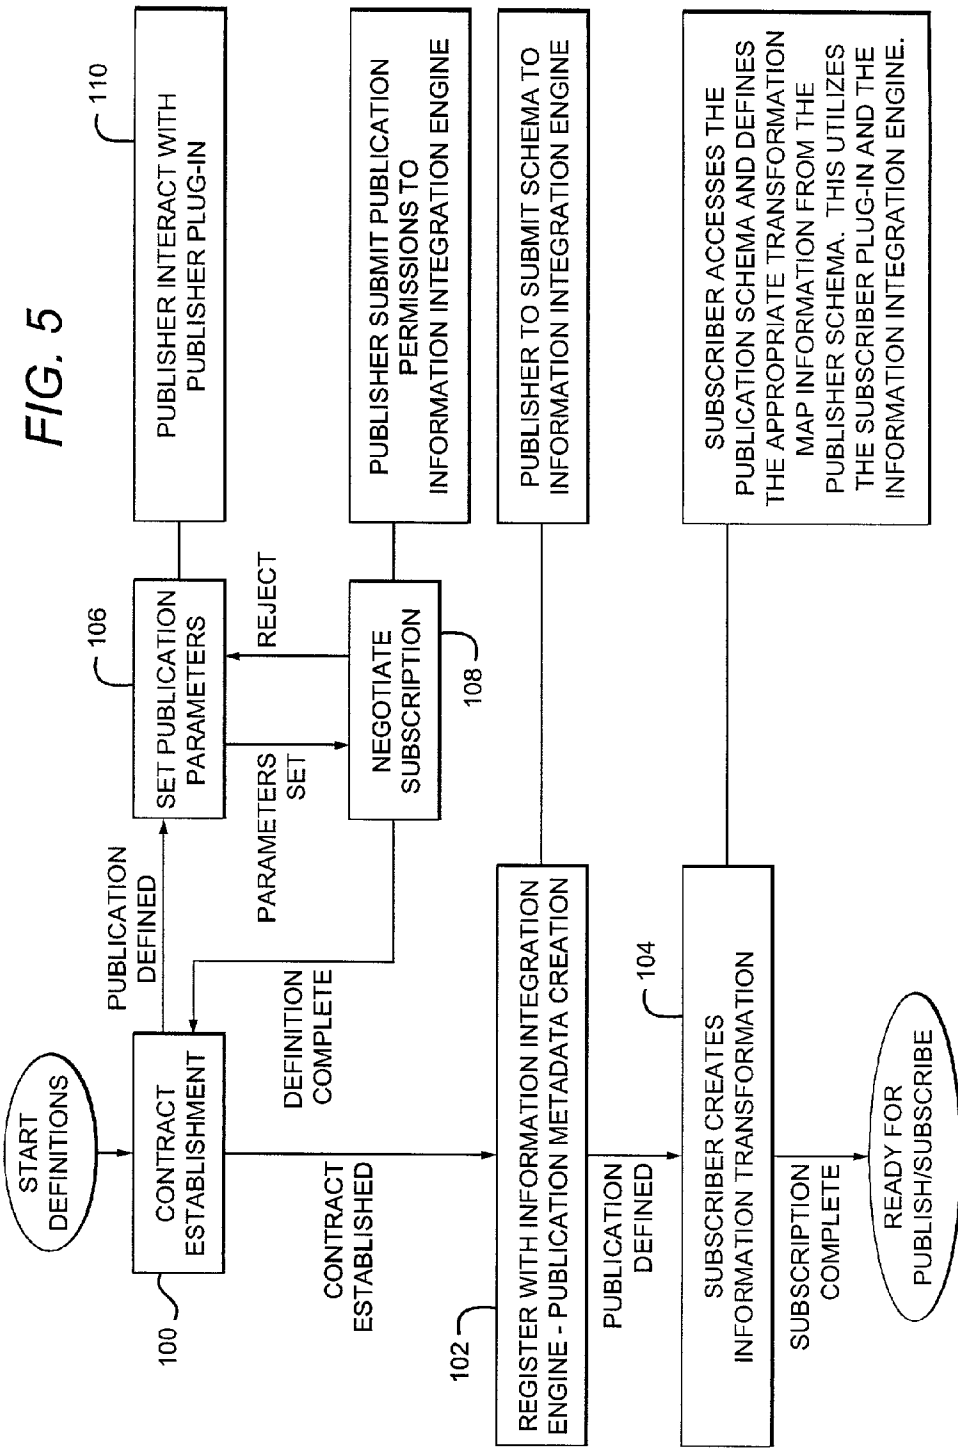 FIG. 5
START
DEFINITIONS
CONTRACT
ESTABLISHMENT
100
PUBLICATION
DEFINED
106
SET PUBLICATION
PARAMETERS
110
PUBLISHER INTERACT WITH
PUBLISHER PLUG-IN
PARAMETERS
SET
REJECT
DEFINITION
COMPLETE
NEGOTIATE
SUBSCRIPTION
108
PUBLISHER SUBMIT PUBLICATION
PERMISSIONS TO
INFORMATION INTEGRATION ENGINE
CONTRACT
ESTABLISHED
102
REGISTER WITH INFORMATION INTEGRATION
ENGINE - PUBLICATION METADATA CREATION
PUBLISHER TO SUBMIT SCHEMA TO
INFORMATION INTEGRATION ENGINE
PUBLICATION
DEFINED
104
SUBSCRIBER CREATES
INFORMATION TRANSFORMATION
SUBSCRIBER ACCESSES THE
PUBLICATION SCHEMA AND DEFINES
THE APPROPRIATE TRANSFORMATION
MAP INFORMATION FROM THE
PUBLISHER SCHEMA. THIS UTILIZES
THE SUBSCRIBER PLUG-IN AND THE
INFORMATION INTEGRATION ENGINE.
SUBSCRIPTION
COMPLETE
READY FOR
PUBLISH/SUBSCRIBE